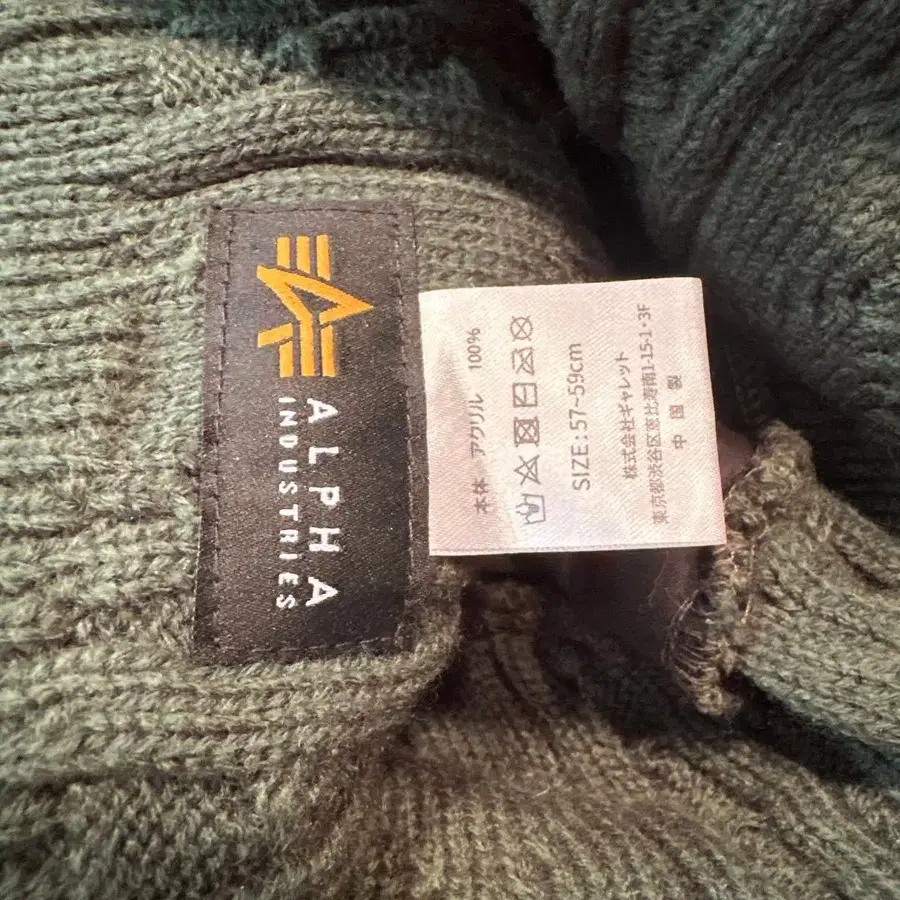 ALPHA
INDUSTRIES
本体 アクリル 100%
SIZE:57~59cm
株式会社ギャレット
東京都渋谷区恵比寿南1-15-1・3F
中国製